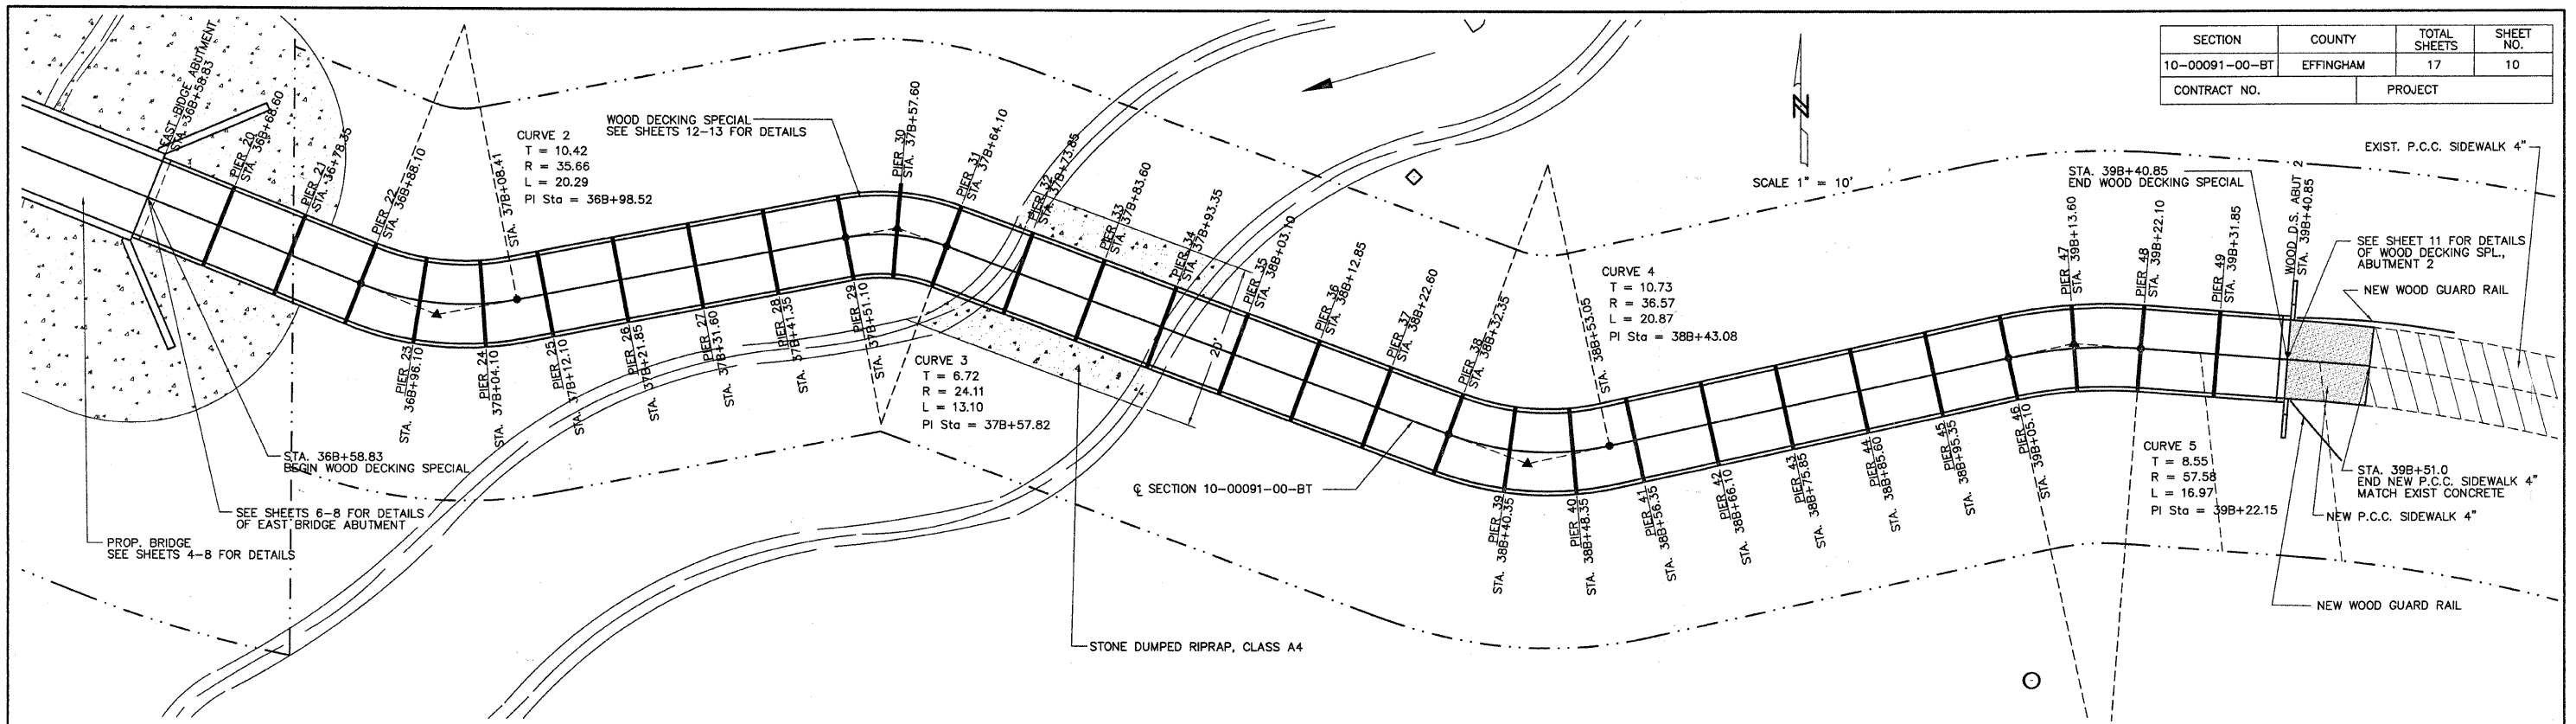 SECTION COUNTY TOTAL SHEETS SHEET NO.
10-00091-00-BT EFFINGHAM 17 10
CONTRACT NO. PROJECT
EAST BRIDGE ABUTMENT
STA. 36B+58.83
PIER 20
STA. 36B+68.60
PIER 21
STA. 36+78.35
PIER 22
STA. 36B+88.10
STA. 37B+08.41
CURVE 2
T = 10.42
R = 35.66
L = 20.29
PI Sta = 36B+98.52
WOOD DECKING SPECIAL
SEE SHEETS 12-13 FOR DETAILS
PIER 30
STA. 37B+57.60
PIER 31
STA. 37B+64.10
PIER 32
STA. 37B+73.85
PIER 33
STA. 37B+83.60
PIER 34
STA. 37B+93.35
PIER 35
STA. 38B+03.10
PIER 36
STA. 38B+12.85
PIER 37
STA. 38B+22.60
PIER 38
STA. 38B+32.35
STA. 38B+53.05
N
SCALE 1" = 10'
CURVE 4
T = 10.73
R = 36.57
L = 20.87
PI Sta = 38B+43.08
EXIST. P.C.C. SIDEWALK 4"
STA. 39B+40.85
END WOOD DECKING SPECIAL
PIER 47
STA. 39B+13.60
PIER 48
STA. 39B+22.10
PIER 49
STA. 39B+31.85
WOOD D.S. ABUT 2
STA. 39B+40.85
SEE SHEET 11 FOR DETAILS
OF WOOD DECKING SPL.,
ABUTMENT 2
NEW WOOD GUARD RAIL
PIER 23
STA. 36B+96.10
PIER 24
STA. 37B+04.10
PIER 25
STA. 37B+12.10
PIER 26
STA. 37B+21.85
PIER 27
STA. 37B+31.60
PIER 28
STA. 37B+41.35
PIER 29
STA. 37B+51.10
CURVE 3
T = 6.72
R = 24.11
L = 13.10
PI Sta = 37B+57.82
20'
STA. 36B+58.83
BEGIN WOOD DECKING SPECIAL
SEE SHEETS 6-8 FOR DETAILS
OF EAST BRIDGE ABUTMENT
PROP. BRIDGE
SEE SHEETS 4-8 FOR DETAILS
℄ SECTION 10-00091-00-BT
STONE DUMPED RIPRAP, CLASS A4
PIER 39
STA. 38B+40.35
PIER 40
STA. 38B+48.35
PIER 41
STA. 38B+56.35
PIER 42
STA. 38B+66.10
PIER 43
STA. 38B+75.85
PIER 44
STA. 38B+85.60
PIER 45
STA. 38B+95.35
PIER 46
STA. 39B+05.10
CURVE 5
T = 8.55
R = 57.58
L = 16.97
PI Sta = 39B+22.15
STA. 39B+51.0
END NEW P.C.C. SIDEWALK 4"
MATCH EXIST CONCRETE
NEW P.C.C. SIDEWALK 4"
NEW WOOD GUARD RAIL